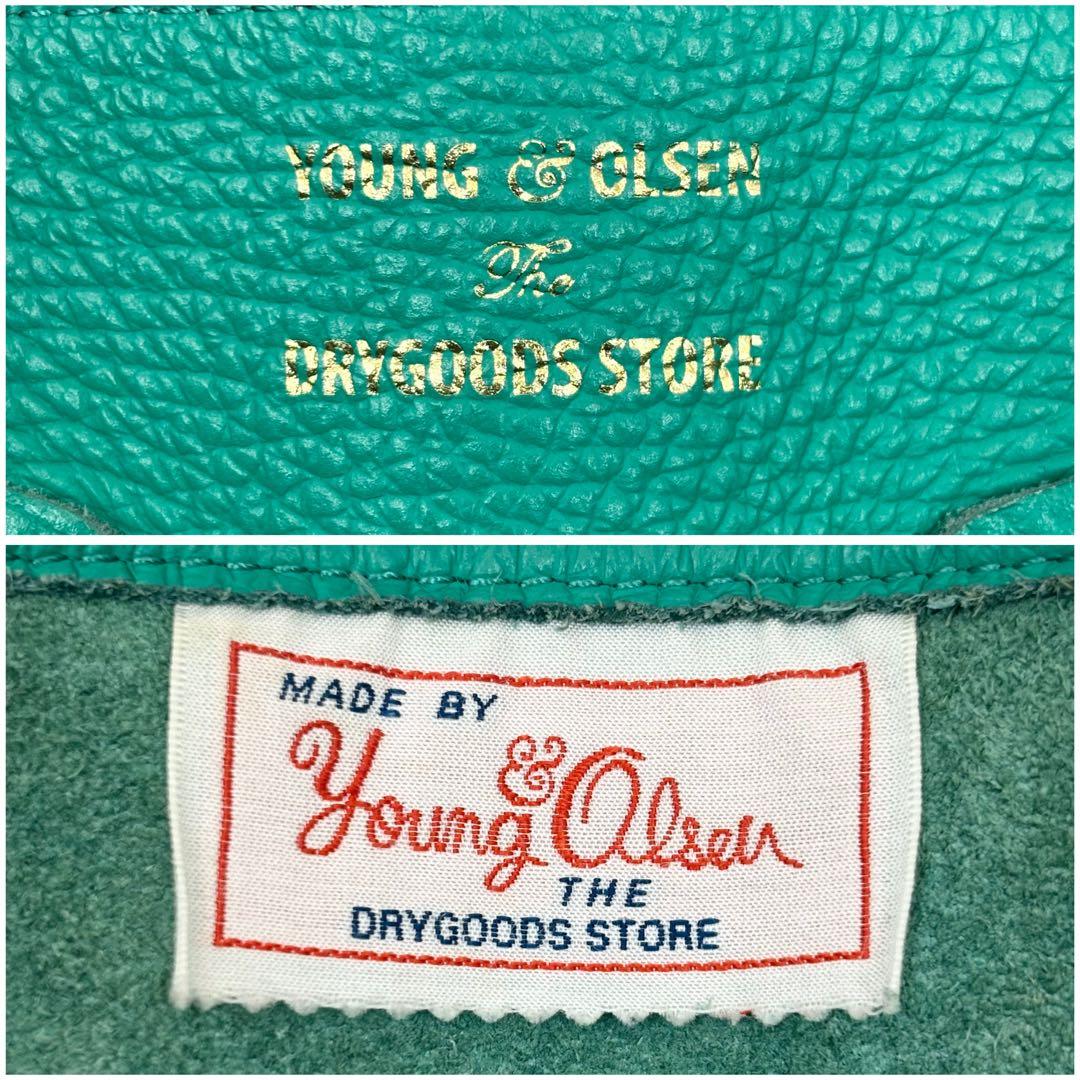 YOUNG & OLSEN
The
DRYGOODS STORE
MADE BY
Young & Olsen
THE
DRYGOODS STORE